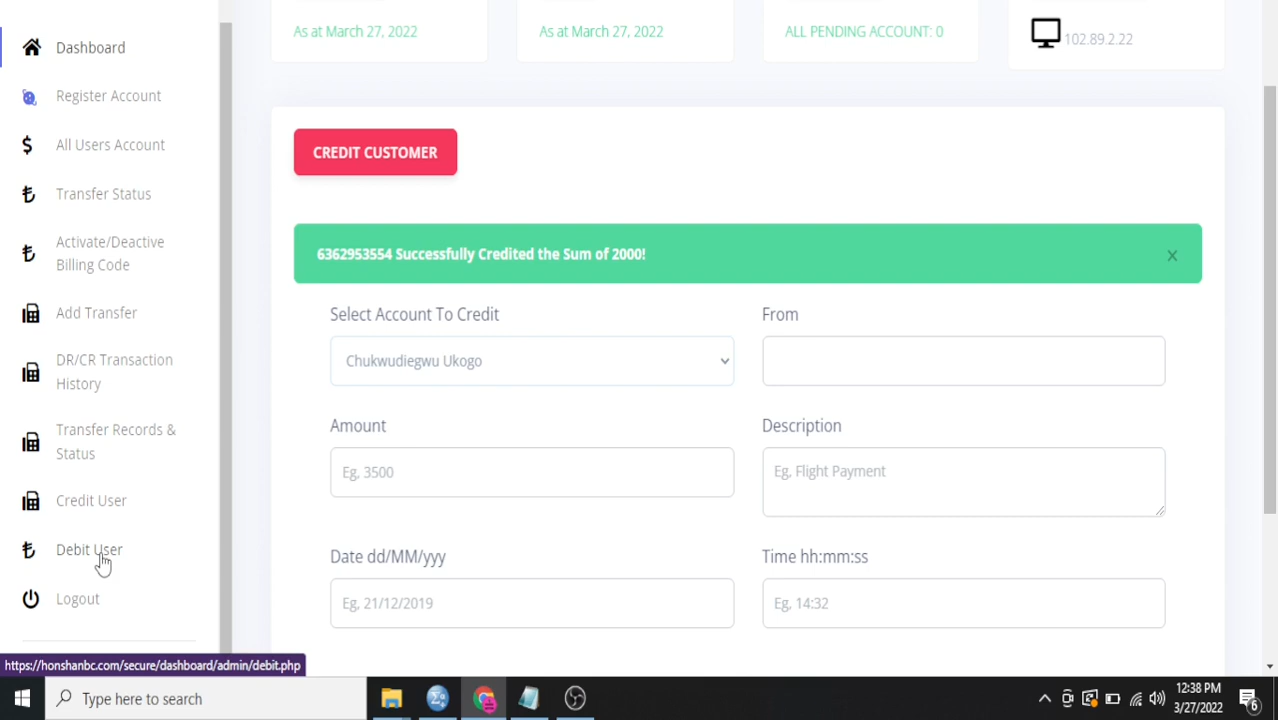 Dashboard
Register Account
All Users Account
Transfer Status
Activate/Deactive
Billing Code
Add Transfer
DR/CR Transaction
History
Transfer Records &
Status
Credit User
Debit User
Logout
https://honshanbc.com/secure/dashboard/admin/debit.php
As at March 27, 2022
As at March 27, 2022
ALL PENDING ACCOUNT: 0
102.89.2.22
CREDIT CUSTOMER
6362953554 Successfully Credited the Sum of 2000!
×
Select Account To Credit
From
Chukwudiegwu Ukogo
Amount
Description
Eg, 3500
Eg, Flight Payment
Date dd/MM/yyy
Time hh:mm:ss
Eg, 21/12/2019
Eg, 14:32
Type here to search
12:38 PM
3/27/2022
6